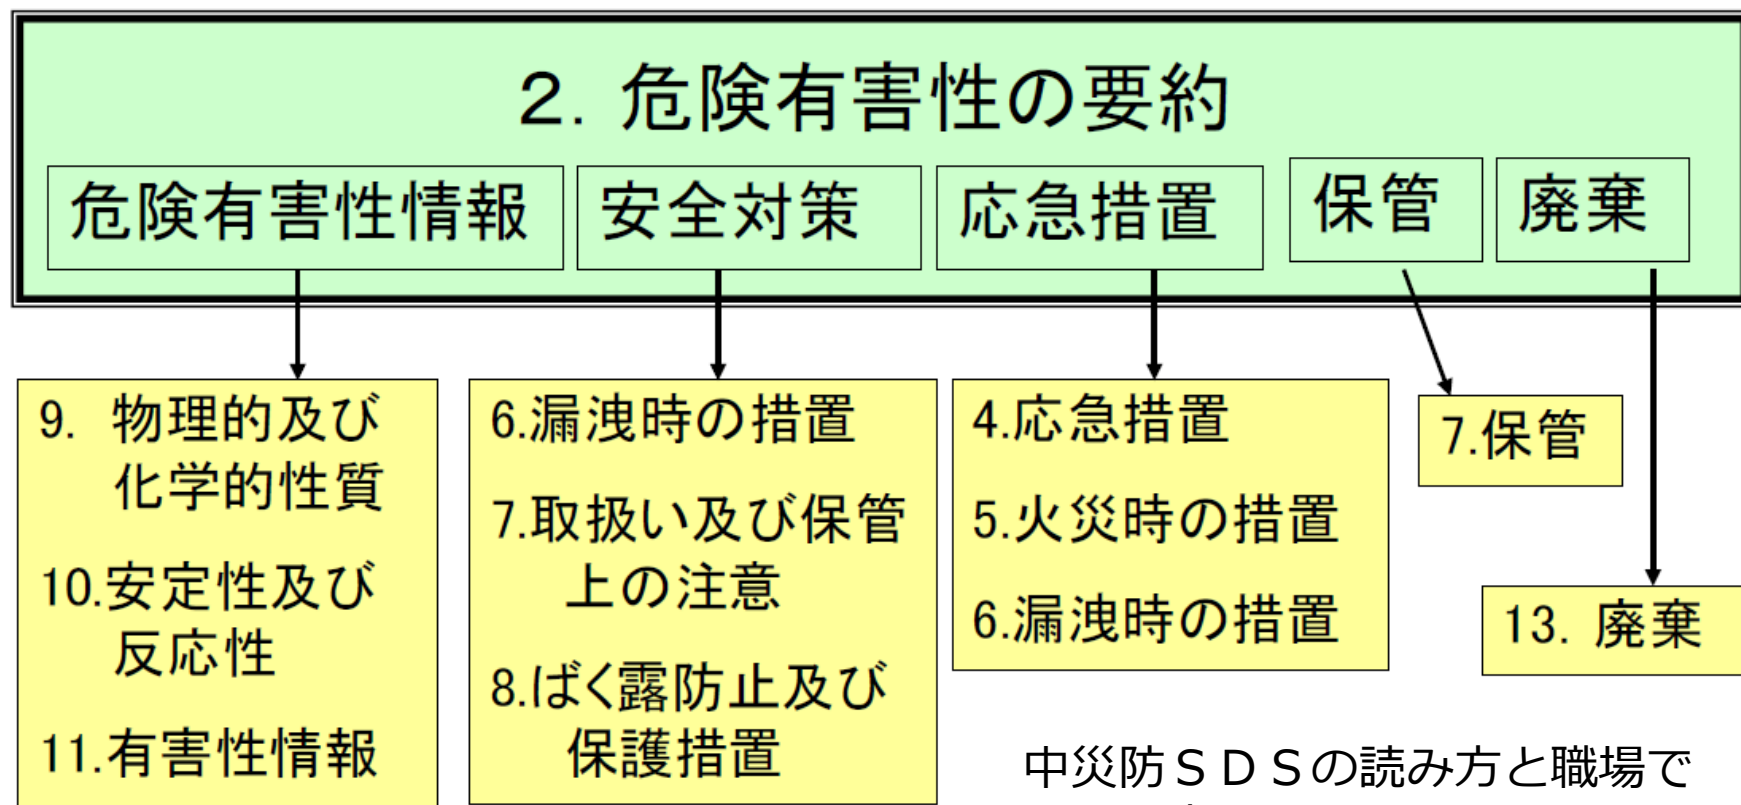 2. 危険有害性の要約
危険有害性情報
安全対策
応急措置
保管
廃棄
9. 物理的及び
化学的性質
10.安定性及び
反応性
11.有害性情報
6.漏洩時の措置
7.取扱い及び保管
上の注意
8.ばく露防止及び
保護措置
4.応急措置
5.火災時の措置
6.漏洩時の措置
7.保管
13. 廃棄
中災防SDSの読み方と職場で